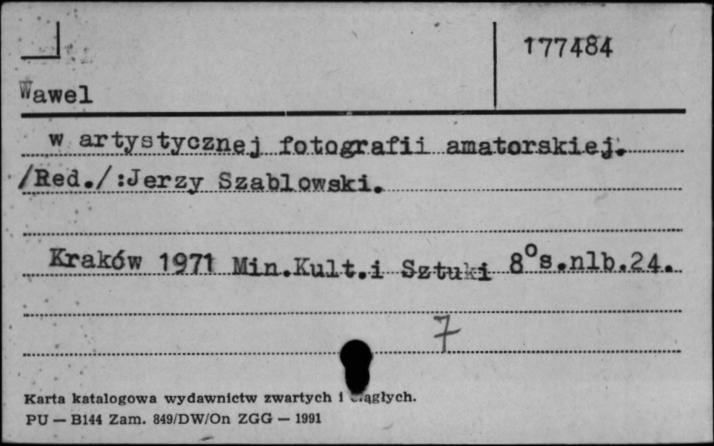 177484
Wawel
w artystycznej fotografii amatorskiej.
/Red./:Jerzy Szablowski.
Kraków 1971 Min.Kult.i Sztuki 8°s.nlb.24.
7
Karta katalogowa wydawnictw zwartych i ciągłych.
PU — B144 Zam. 849/DW/On ZGG — 1991